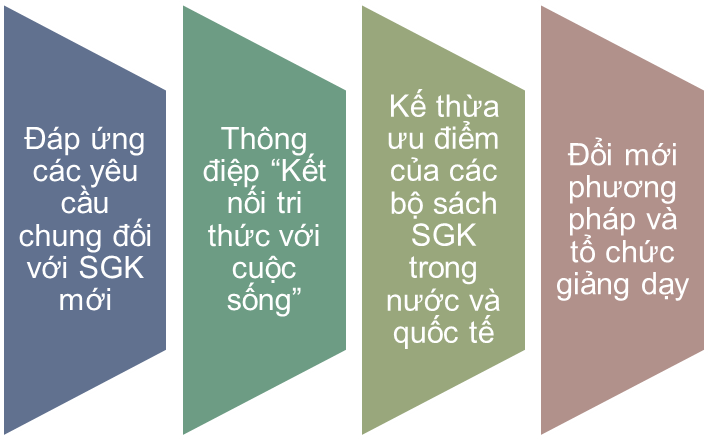 Đáp ứng
các yêu
cầu
chung đối
với SGK
mới
Thông
điệp “Kết
nối tri
thức với
cuộc
sống”
Kế thừa
ưu điểm
của các
bộ sách
SGK
trong
nước và
quốc tế
Đổi mới
phương
pháp và
tổ chức
giảng dạy